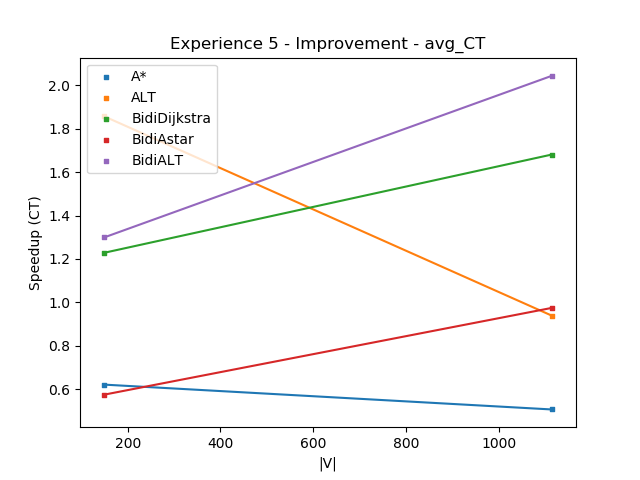 Experience 5 - Improvement - avg_CT
A*
ALT
BidiDijkstra
BidiAstar
BidiALT
Speedup (CT)
2.0
1.8
1.6
1.4
1.2
1.0
0.8
0.6
200 400 600 800 1000
|V|